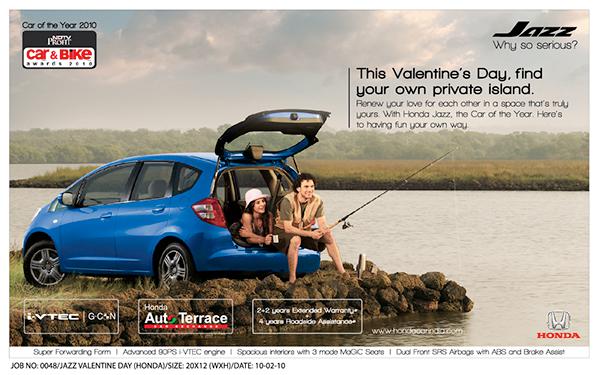 Car of the Year 2010
NDTV
PROFIT
CAR & BIKE
awards 2010
JAZZ
Why so serious?
This Valentine's Day, find
your own private island.
Renew your love for each other in a space that's truly
yours. With Honda Jazz, the Car of the Year. Here's
to having fun your own way.
i-VTEC | G-CON
Honda
Auto Terrace
2+2 years Extended Warranty*
4 years Roadside Assistance*
www.hondacarindia.com
HONDA
Super Forwarding Form | Advanced 90PS i-VTEC engine | Spacious interiors with 3 mode MaGiC Seats | Dual Front SRS Airbags with ABS and Brake Assist
JOB NO: 0048/JAZZ VALENTINE DAY (HONDA)/SIZE: 20X12 (WXH)/DATE: 10-02-10